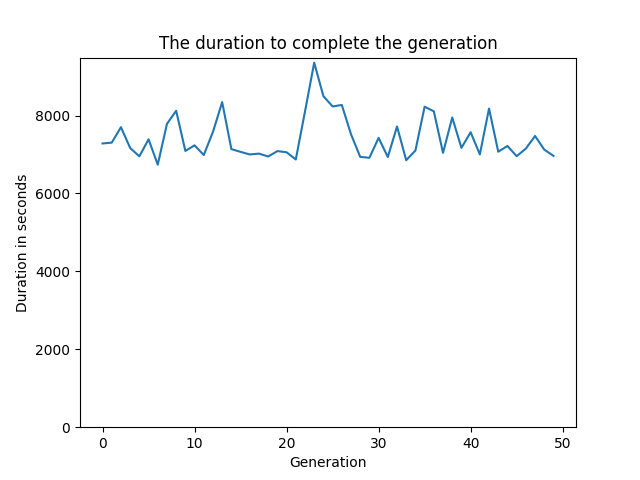 The duration to complete the generation
8000
6000
4000
2000
0
Duration in seconds
0 10 20 30 40 50
Generation